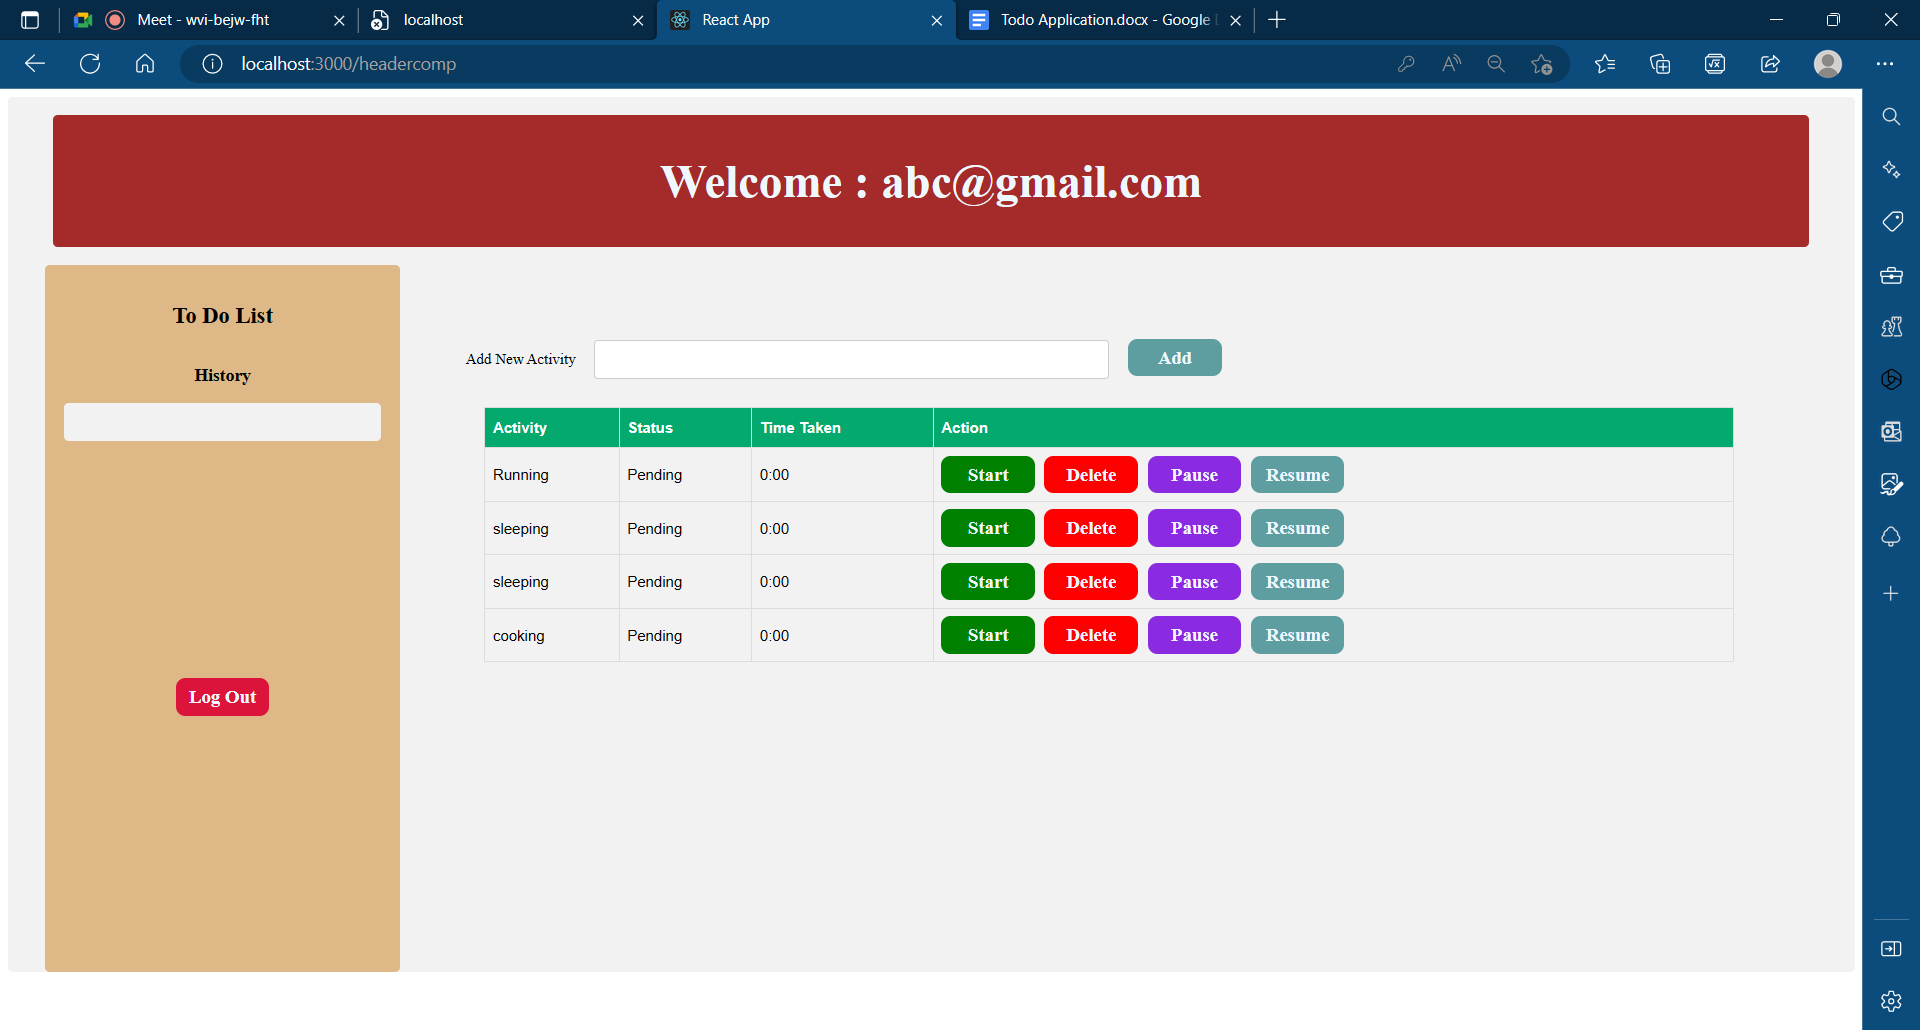 Meet - wvi-bejw-fht
localhost
React App
Todo Application.docx - Google
localhost:3000/headercomp
Welcome : abc@gmail.com
To Do List
History
Log Out
Add New Activity
Add
Activity Status Time Taken Action
Running Pending 0:00 Start Delete Pause Resume
sleeping Pending 0:00 Start Delete Pause Resume
sleeping Pending 0:00 Start Delete Pause Resume
cooking Pending 0:00 Start Delete Pause Resume